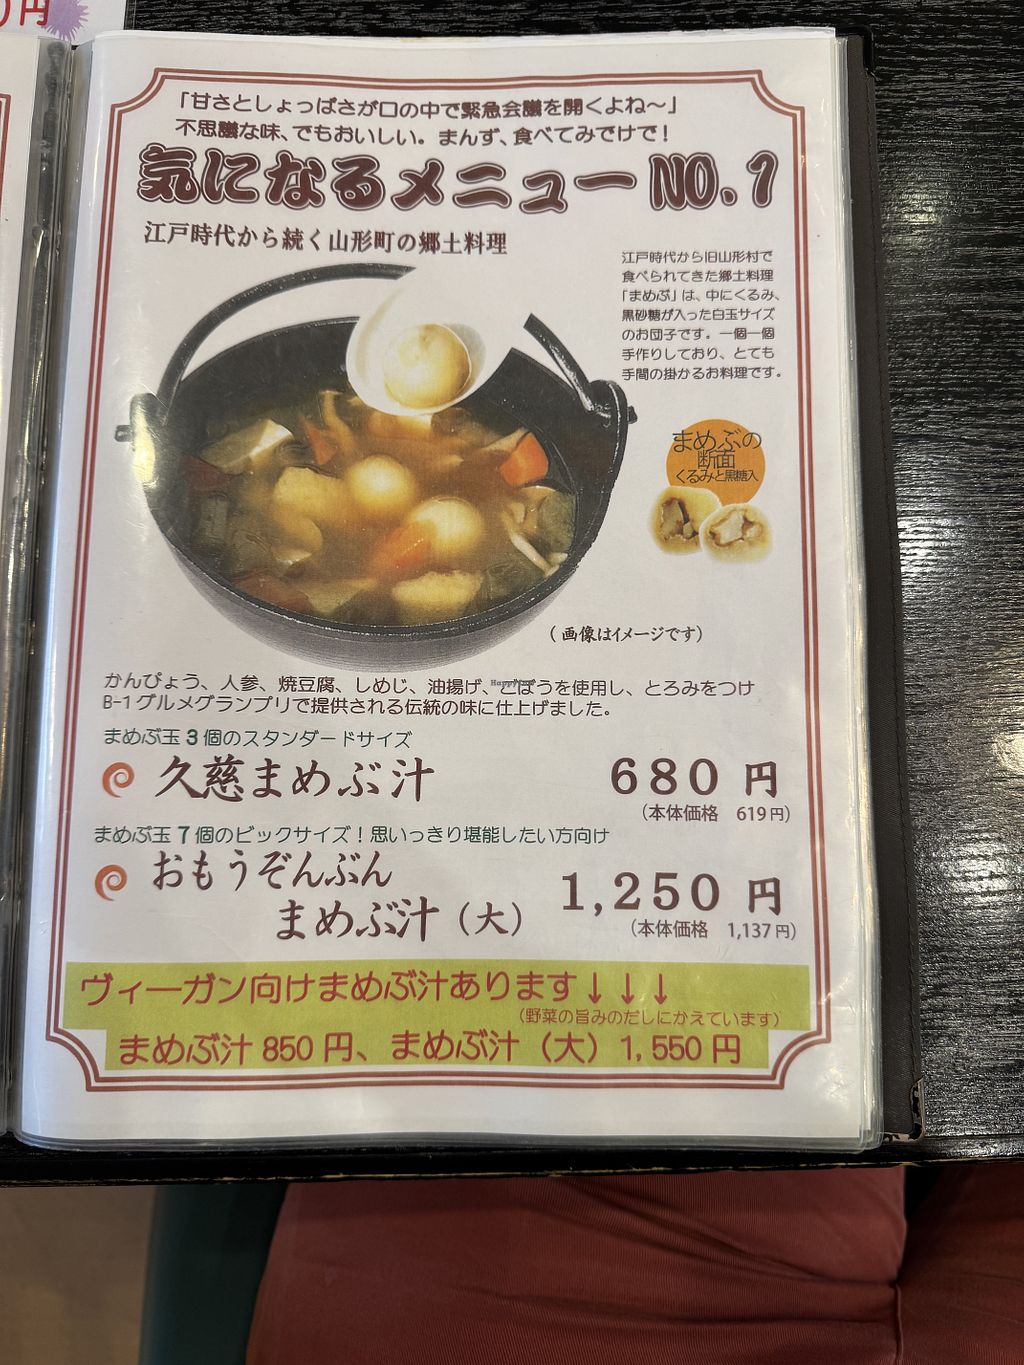 0円
「甘さとしょっぱさが口の中で緊急会議を開くよね～」
不思議な味、でもおいしい。まんず、食べてみでけで！
気になるメニューNO.1
江戸時代から続く山形町の郷土料理
江戸時代から旧山形村で
食べられてきた郷土料理
「まめぶ」は、中にくるみ、
黒砂糖が入った白玉サイズ
のお団子です。一個一個
手作りしており、とても
手間の掛かるお料理です。
まめぶの
断面
くるみと黒糖入
(画像はイメージです)
かんぴょう、人参、焼豆腐、しめじ、油揚げ、ごぼうを使用し、とろみをつけ
HappyCow
B-1グルメグランプリで提供される伝統の味に仕上げました。
まめぶ玉3個のスタンダードサイズ
久慈まめぶ汁 680円
(本体価格 619円)
まめぶ玉7個のビックサイズ！思いっきり堪能したい方向け
おもうぞんぶん
まめぶ汁（大） 1,250円
(本体価格 1,137円)
ヴィーガン向けまめぶ汁あります↓↓↓
(野菜の旨みのだしにかえています)
まめぶ汁850円、まめぶ汁（大）1,550円